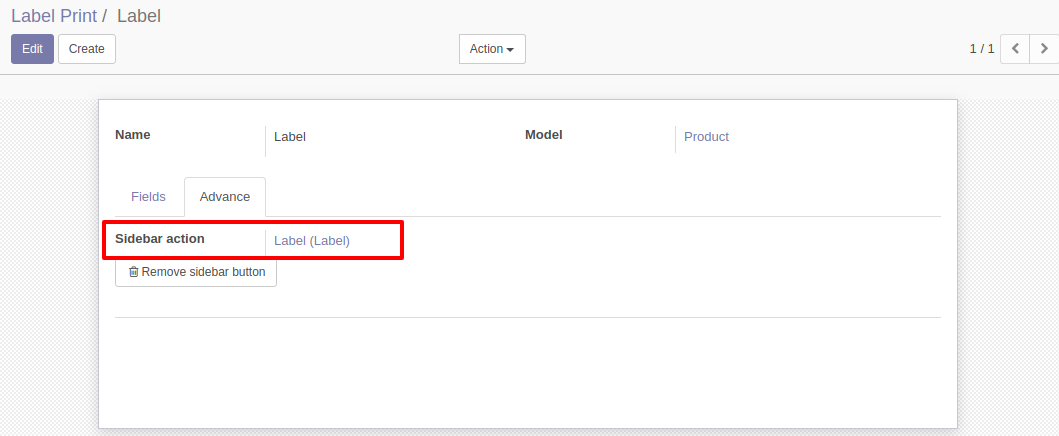 Label Print / Label
Edit Create Action 1 / 1
Name Label Model Product
Fields Advance
Sidebar action Label (Label)
Remove sidebar button